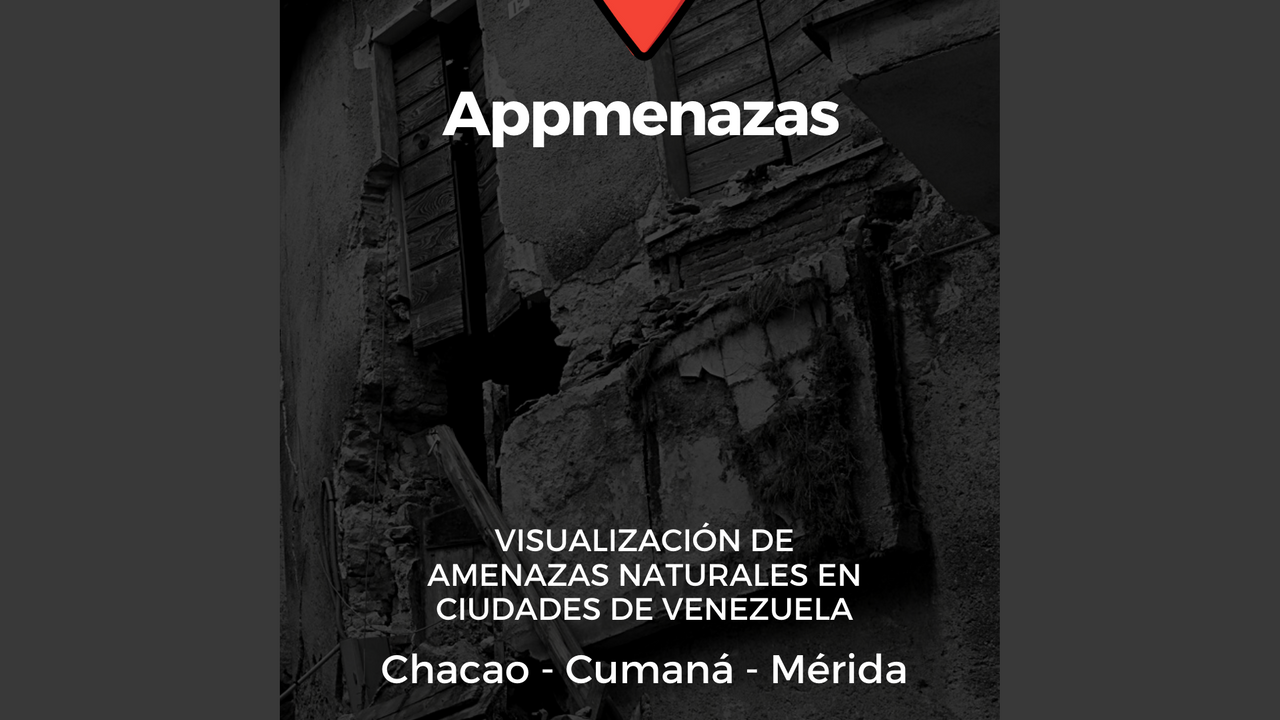 Appmenazas
VISUALIZACIÓN DE
AMENAZAS NATURALES EN
CIUDADES DE VENEZUELA
Chacao - Cumaná - Mérida